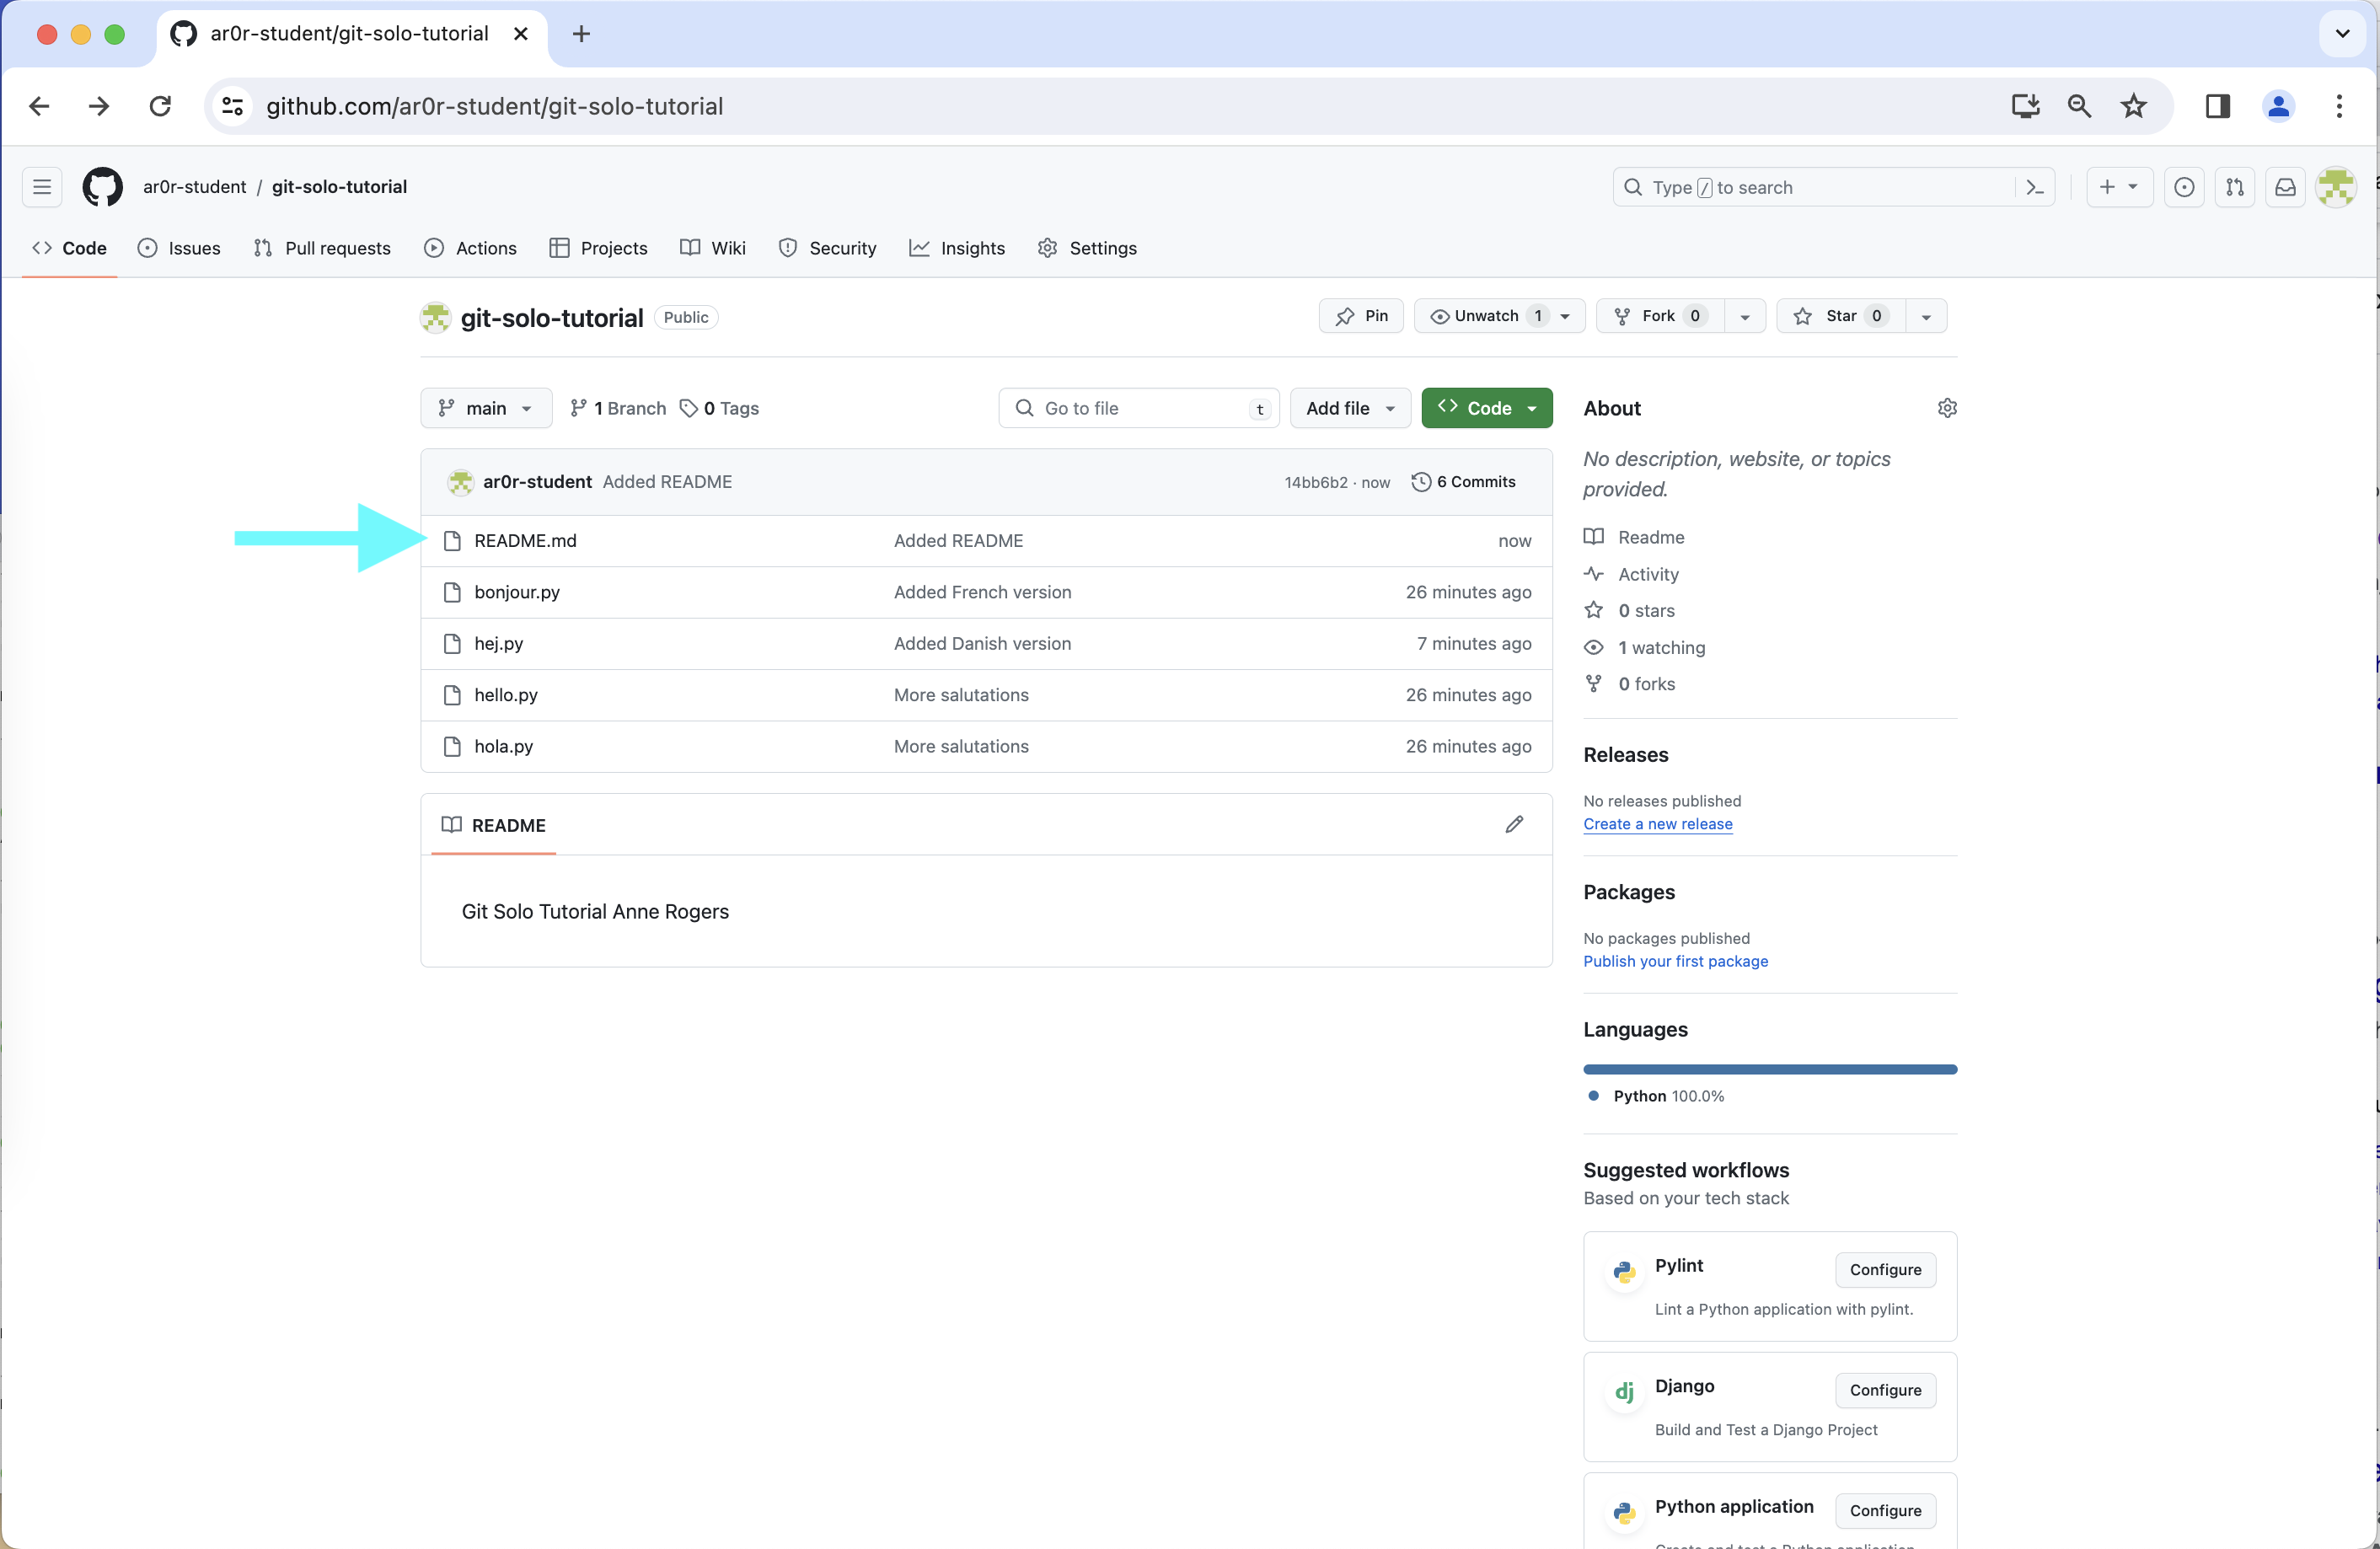 ar0r-student/git-solo-tutorial
github.com/ar0r-student/git-solo-tutorial
ar0r-student / git-solo-tutorial
Type / to search
Code Issues Pull requests Actions Projects Wiki Security Insights Settings
git-solo-tutorial Public
Pin Unwatch 1 Fork 0 Star 0
main 1 Branch 0 Tags
Go to file t Add file Code
ar0r-student Added README 14bb6b2 · now 6 Commits
README.md Added README now
bonjour.py Added French version 26 minutes ago
hej.py Added Danish version 7 minutes ago
hello.py More salutations 26 minutes ago
hola.py More salutations 26 minutes ago
README
Git Solo Tutorial Anne Rogers
About
No description, website, or topics
provided.
Readme
Activity
0 stars
1 watching
0 forks
Releases
No releases published
Create a new release
Packages
No packages published
Publish your first package
Languages
Python 100.0%
Suggested workflows
Based on your tech stack
Pylint Configure
Lint a Python application with pylint.
dj Django Configure
Build and Test a Django Project
Python application Configure
Create and test a Python application